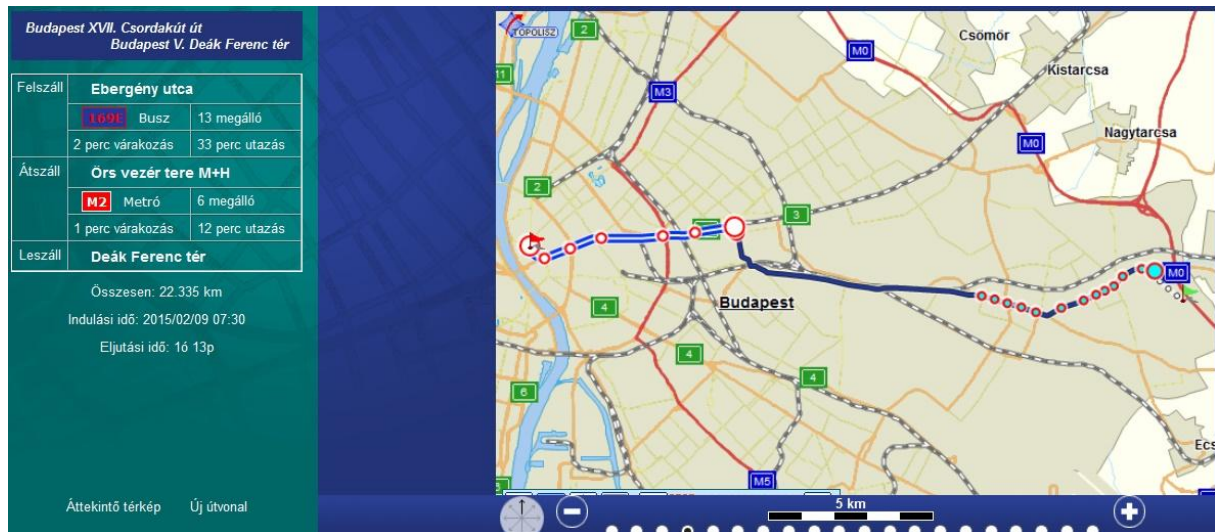 Budapest XVII. Csordakút út
Budapest V. Deák Ferenc tér
Felszáll Ebergény utca
169E Busz 13 megálló
2 perc várakozás 33 perc utazás
Átszáll Örs vezér tere M+H
M2 Metró 6 megálló
1 perc várakozás 12 perc utazás
Leszáll Deák Ferenc tér
Összesen: 22.335 km
Indulási idő: 2015/02/09 07:30
Eljutási idő: 1ó 13p
Áttekintő térkép Új útvonal
TOPOLISZ
2
Csömör
M0
Kistarcsa
11
M3
Nagytarcsa
M0
2
3
M0
Budapest
4
4
4
6
Ecs
M5
5 km